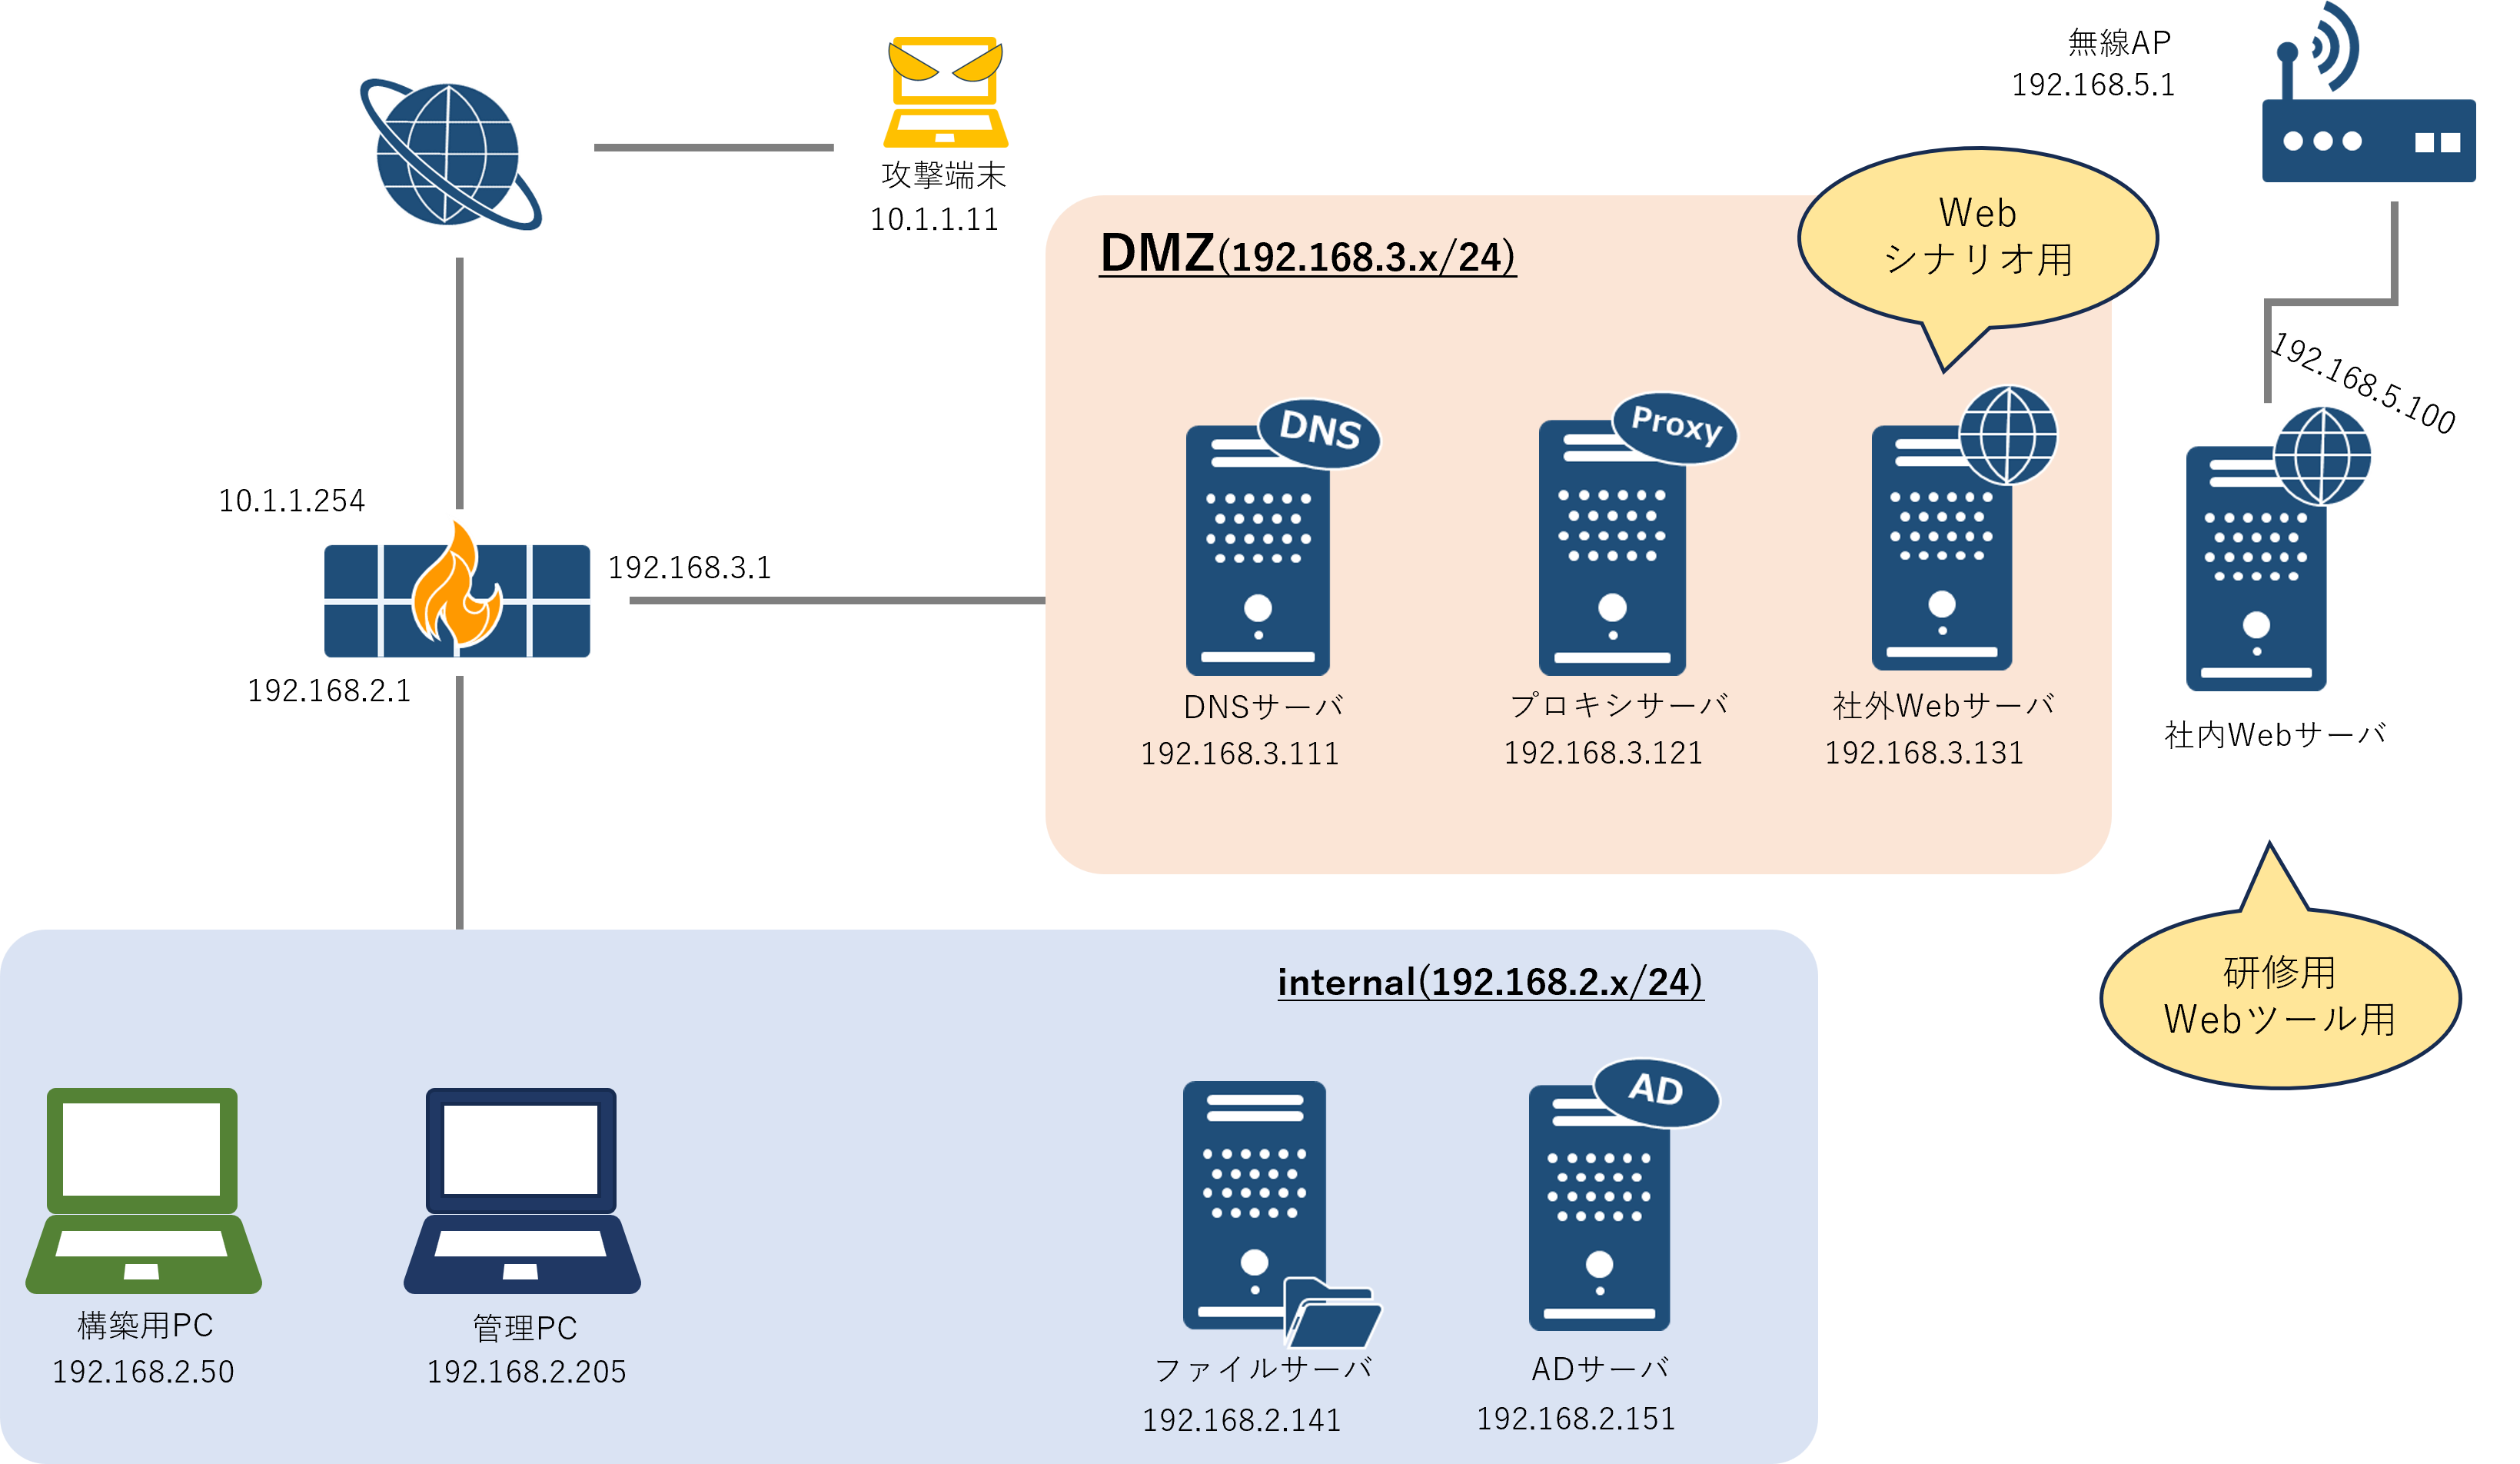 攻撃端末
10.1.1.11
無線AP
192.168.5.1
Web
シナリオ用
DMZ(192.168.3.x/24)
192.168.5.100
10.1.1.254
192.168.3.1
192.168.2.1
DNS
Proxy
DNSサーバ
192.168.3.111
プロキシサーバ
192.168.3.121
社外Webサーバ
192.168.3.131
社内Webサーバ
研修用
Webツール用
internal(192.168.2.x/24)
AD
構築用PC
192.168.2.50
管理PC
192.168.2.205
ファイルサーバ
192.168.2.141
ADサーバ
192.168.2.151